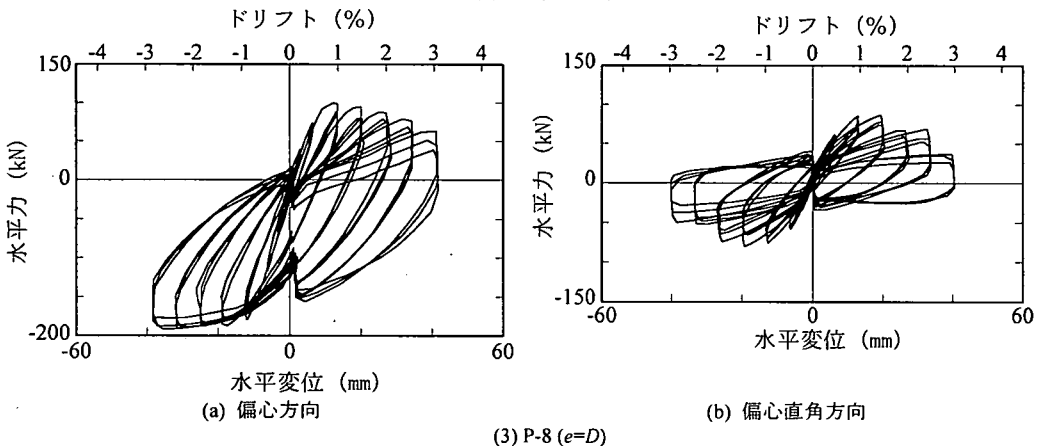 ドリフト (%)
-4 -3 -2 -1 0 1 2 3 4
150
0
-200
水平力 (kN)
-60 0 60
水平変位 (mm)
(a) 偏心方向
ドリフト (%)
-4 -3 -2 -1 0 1 2 3 4
150
0
-150
水平力 (kN)
-60 0 60
水平変位 (mm)
(b) 偏心直角方向
(3) P-8 (e=D)